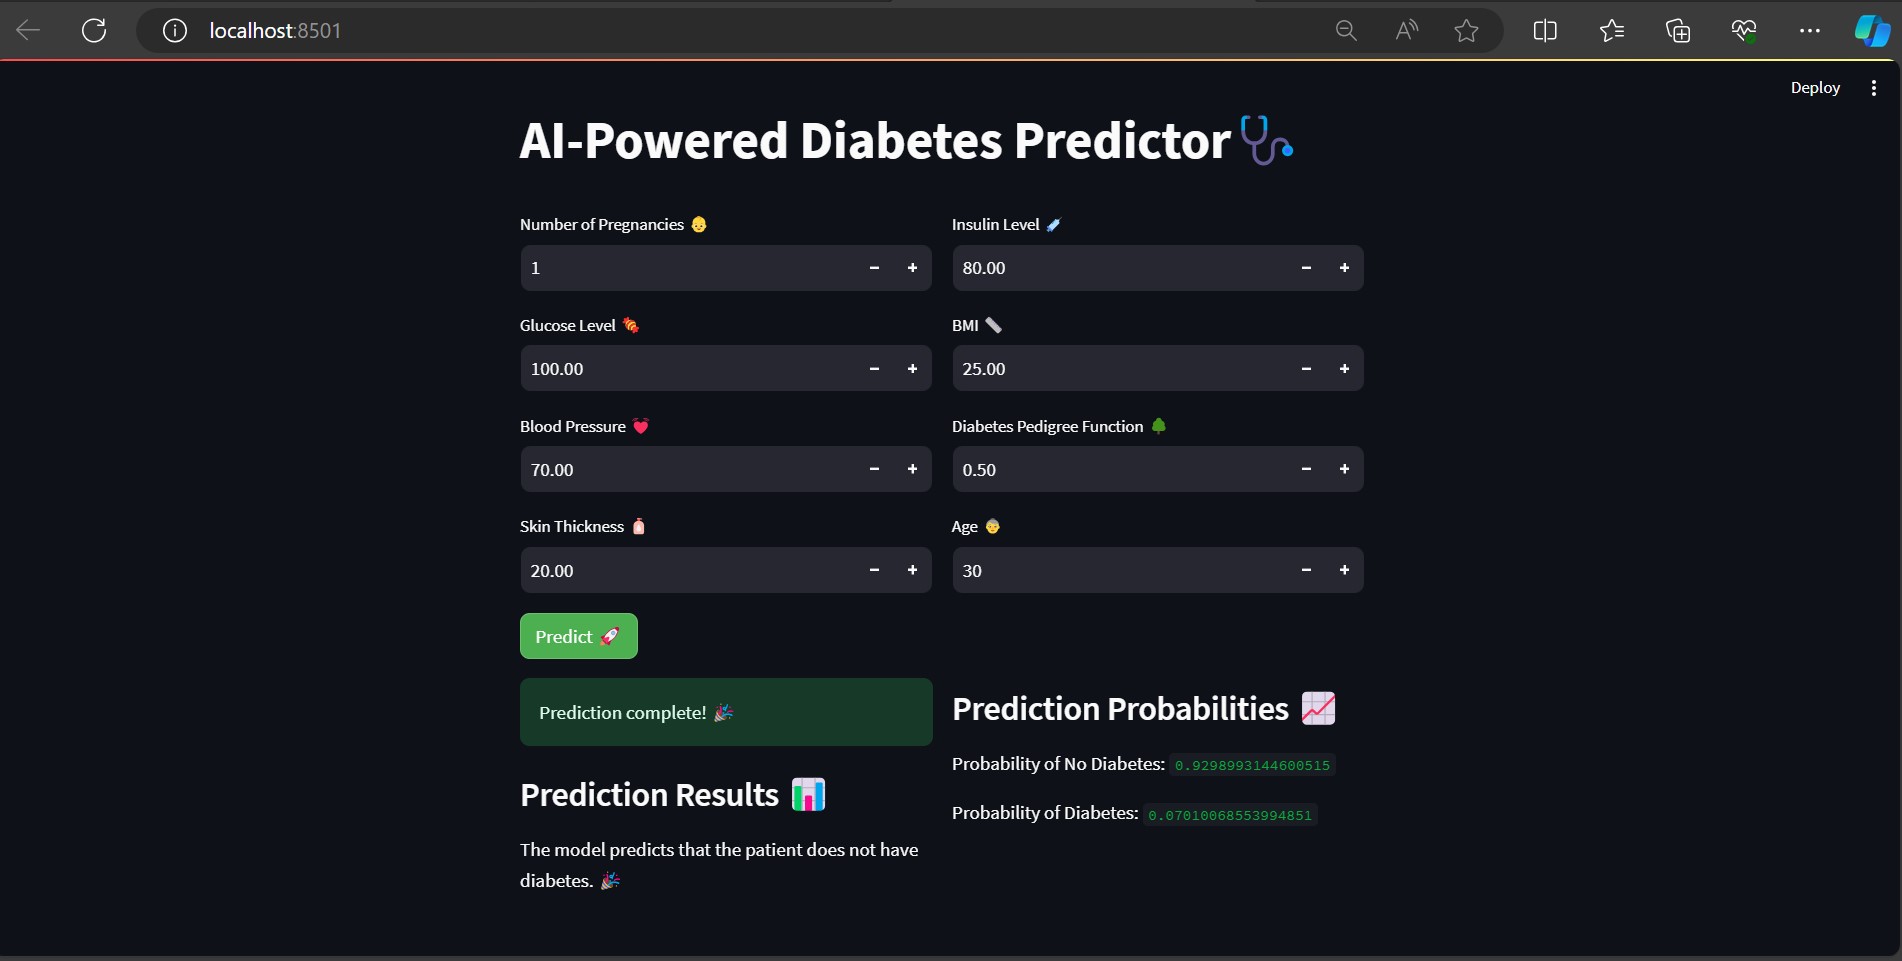 localhost:8501
Deploy
AI-Powered Diabetes Predictor
Number of Pregnancies
1
Glucose Level
100.00
Blood Pressure
70.00
Skin Thickness
20.00
Insulin Level
80.00
BMI
25.00
Diabetes Pedigree Function
0.50
Age
30
Predict
Prediction complete!
Prediction Results
The model predicts that the patient does not have
diabetes.
Prediction Probabilities
Probability of No Diabetes: 0.9298993144600515
Probability of Diabetes: 0.07010068553994851